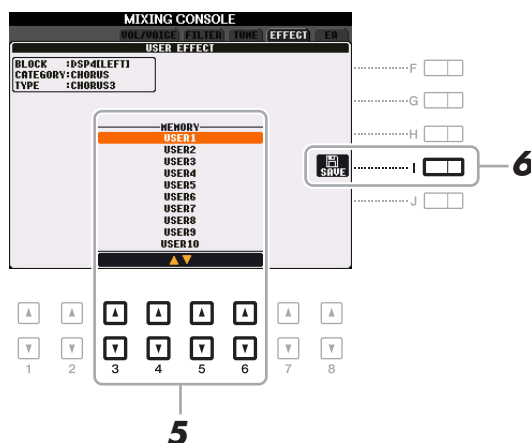 MIXING CONSOLE
VOL/VOICE FILTER TUNE EFFECT EQ
USER EFFECT
BLOCK :DSP4[LEFT]
CATEGORY:CHORUS
TYPE :CHORUS3
MEMORY
USER1
USER2
USER3
USER4
USER5
USER6
USER7
USER8
USER9
USER10
SAVE
F
G
H
I
J
6
1 2 3 4 5 6 7 8
5